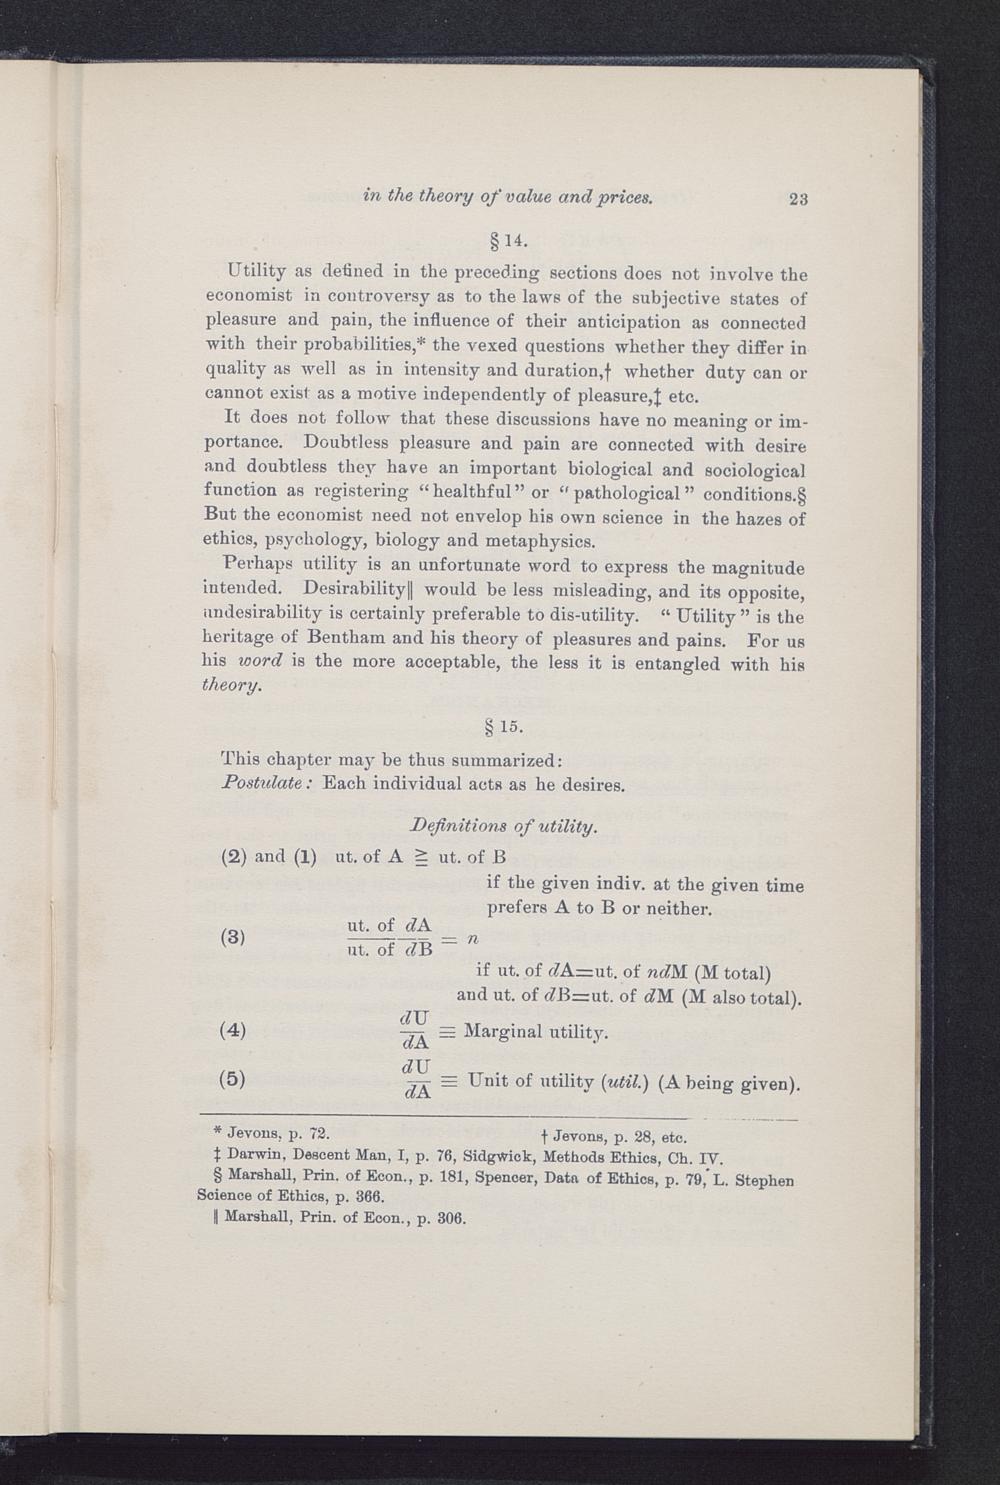 in the theory of value and prices. 23
§ 14.
Utility as defined in the preceding sections does not involve the
economist in controversy as to the laws of the subjective states of
pleasure and pain, the influence of their anticipation as connected
with their probabilities,* the vexed questions whether they differ in
quality as well as in intensity and duration,† whether duty can or
cannot exist as a motive independently of pleasure,‡ etc.
It does not follow that these discussions have no meaning or im-
portance. Doubtless pleasure and pain are connected with desire
and doubtless they have an important biological and sociological
function as registering “healthful” or “pathological” conditions.§
But the economist need not envelop his own science in the hazes of
ethics, psychology, biology and metaphysics.
Perhaps utility is an unfortunate word to express the magnitude
intended. Desirability‖ would be less misleading, and its opposite,
undesirability is certainly preferable to dis-utility. “Utility” is the
heritage of Bentham and his theory of pleasures and pains. For us
his word is the more acceptable, the less it is entangled with his
theory.
§ 15.
This chapter may be thus summarized:
Postulate: Each individual acts as he desires.
Definitions of utility.
(2) and (1) ut. of A ≧ ut. of B
if the given indiv. at the given time
prefers A to B or neither.
(3) ut. of dA / ut. of dB = n
if ut. of dA=ut. of ndM (M total)
and ut. of dB=ut. of dM (M also total).
(4) dU / dA ≡ Marginal utility.
(5) dU / dA ≡ Unit of utility (util.) (A being given).
* Jevons, p. 72. † Jevons, p. 28, etc.
‡ Darwin, Descent Man, I, p. 76, Sidgwick, Methods Ethics, Ch. IV.
§ Marshall, Prin. of Econ., p. 181, Spencer, Data of Ethics, p. 79, L. Stephen
Science of Ethics, p. 366.
‖ Marshall, Prin. of Econ., p. 306.